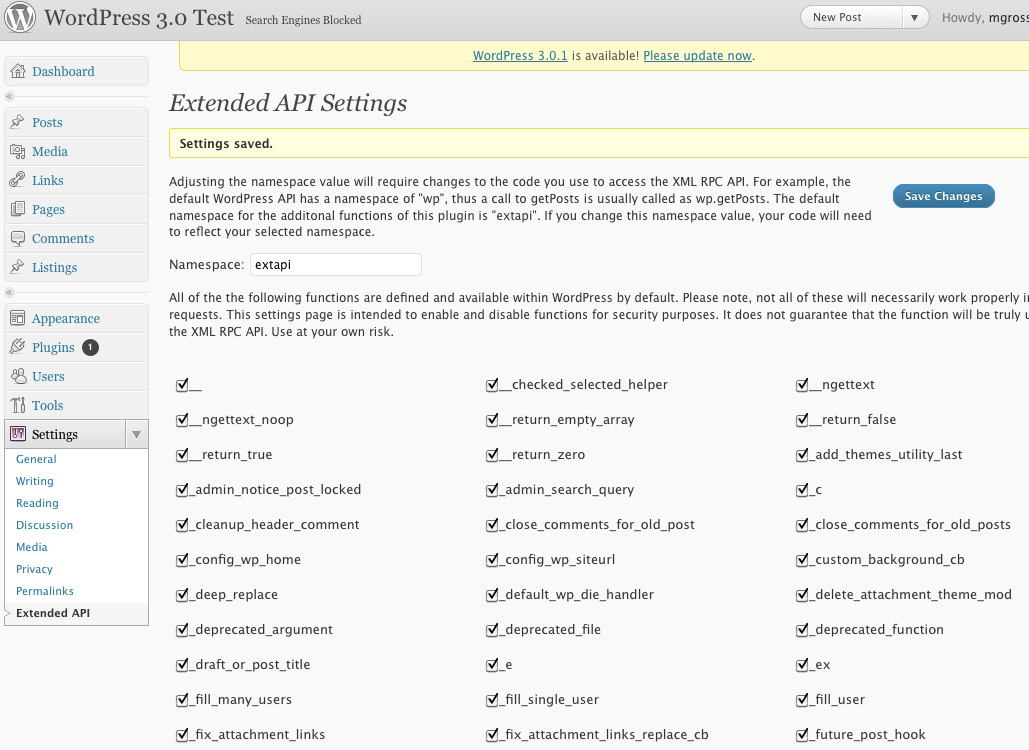 WordPress 3.0 Test Search Engines Blocked New Post Howdy, mgross
WordPress 3.0.1 is available! Please update now.
Dashboard
Posts
Media
Links
Pages
Comments
Listings
Appearance
Plugins 1
Users
Tools
Settings
General
Writing
Reading
Discussion
Media
Privacy
Permalinks
Extended API
Extended API Settings
Settings saved.
Adjusting the namespace value will require changes to the code you use to access the XML RPC API. For example, the
default WordPress API has a namespace of "wp", thus a call to getPosts is usually called as wp.getPosts. The default
namespace for the additonal functions of this plugin is "extapi". If you change this namespace value, your code will need
to reflect your selected namespace.
Save Changes
Namespace: extapi
All of the the following functions are defined and available within WordPress by default. Please note, not all of these will necessarily work properly i
requests. This settings page is intended to enable and disable functions for security purposes. It does not guarantee that the function will be truly u
the XML RPC API. Use at your own risk.
__ __checked_selected_helper __ngettext
__ngettext_noop __return_empty_array __return_false
__return_true __return_zero _add_themes_utility_last
_admin_notice_post_locked _admin_search_query _c
_cleanup_header_comment _close_comments_for_old_post _close_comments_for_old_posts
_config_wp_home _config_wp_siteurl _custom_background_cb
_deep_replace _default_wp_die_handler _delete_attachment_theme_mod
_deprecated_argument _deprecated_file _deprecated_function
_draft_or_post_title _e _ex
_fill_many_users _fill_single_user _fill_user
_fix_attachment_links _fix_attachment_links_replace_cb _future_post_hook